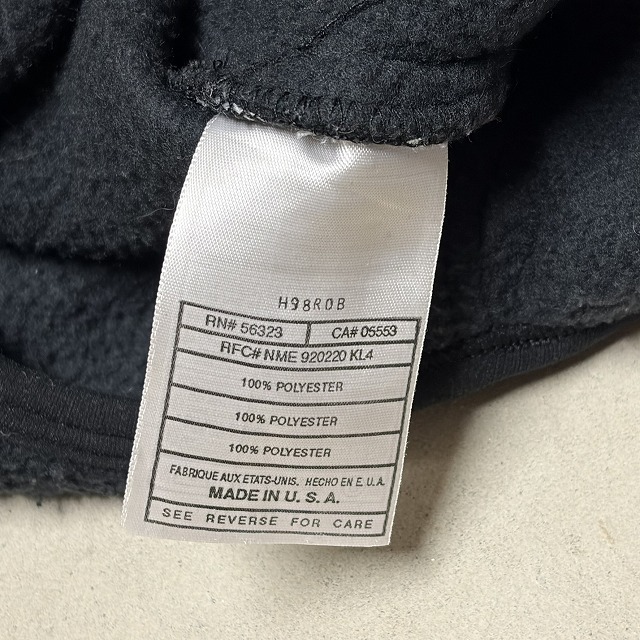 H98R0B
RN# 56323 CA# 05553
RFC# NME 920220 KL4
100% POLYESTER
100% POLYESTER
100% POLYESTER
FABRIQUE AUX ETATS-UNIS. HECHO EN E. U. A.
MADE IN U. S. A.
SEE REVERSE FOR CARE